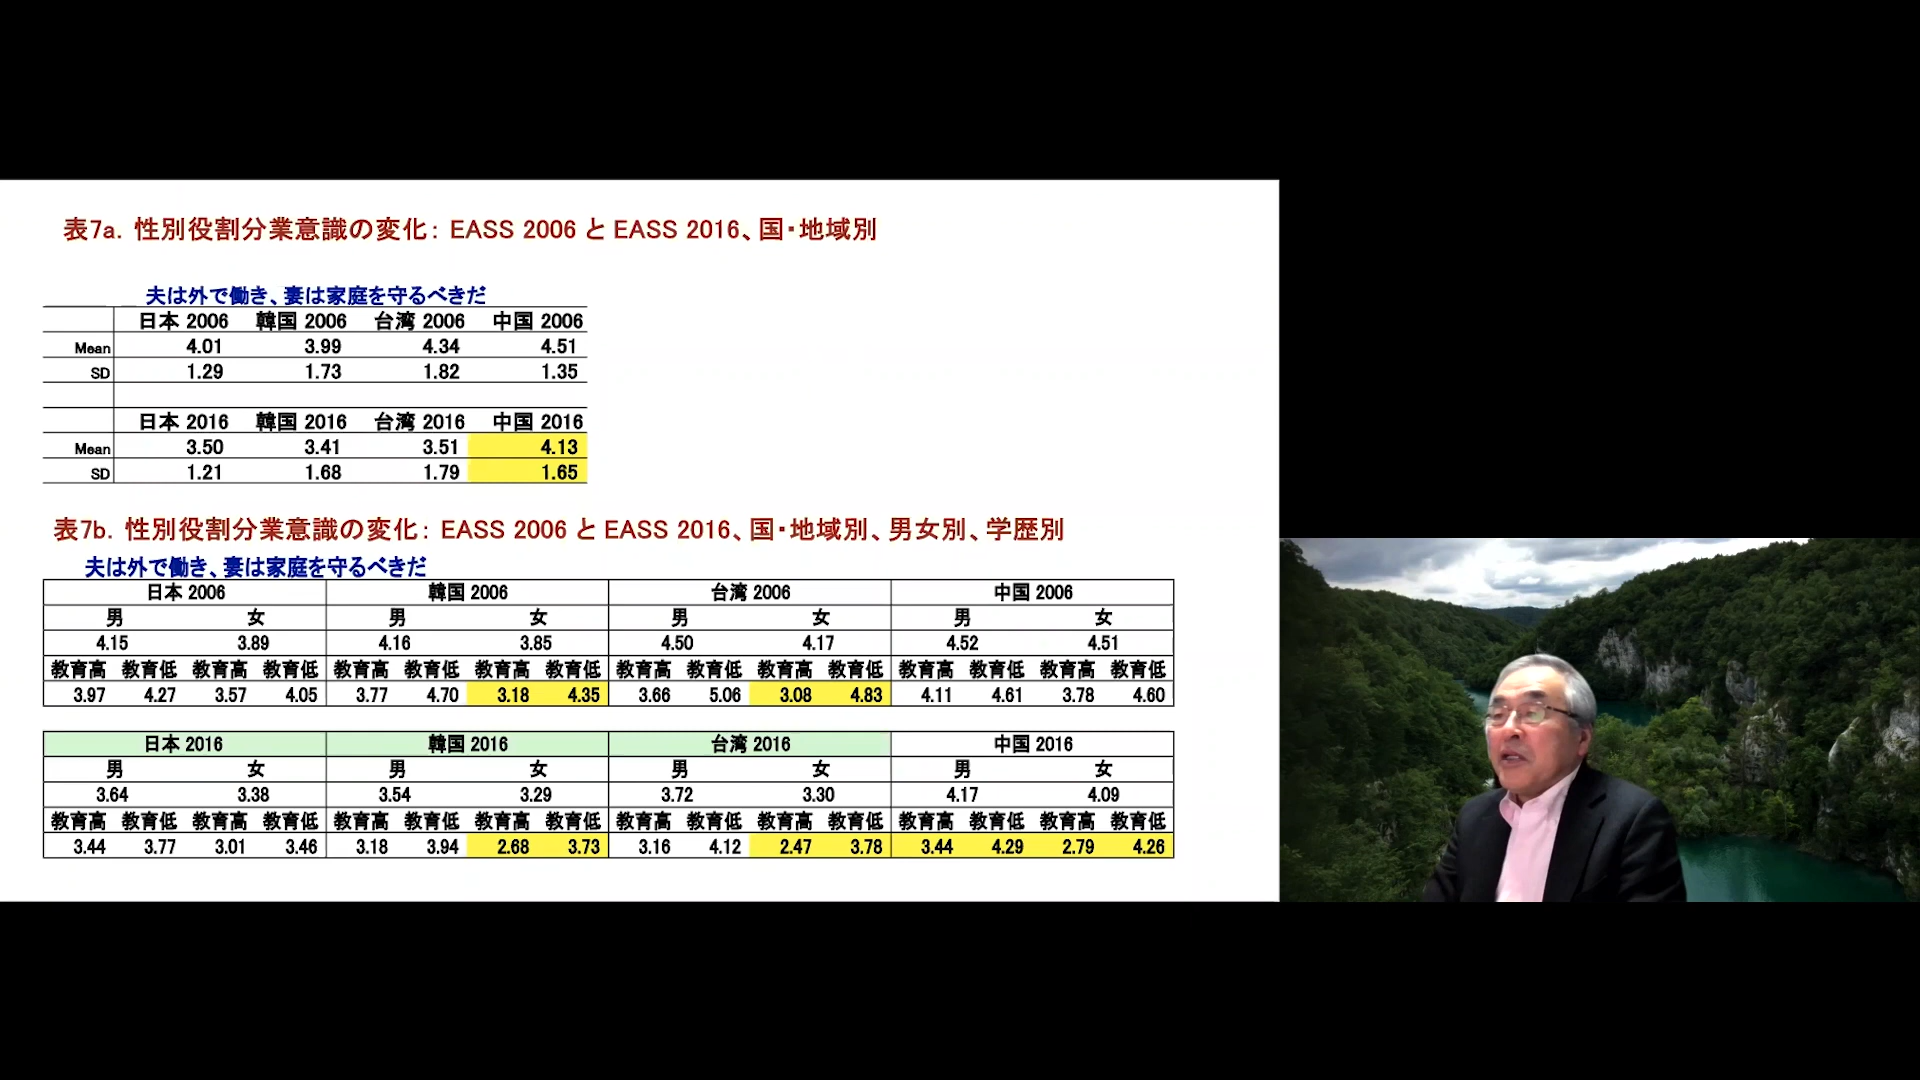 表7a. 性別役割分業意識の変化: EASS 2006 と EASS 2016、国・地域別
夫は外で働き、妻は家庭を守るべきだ
日本 2006 韓国 2006 台湾 2006 中国 2006
Mean 4.01 3.99 4.34 4.51
SD 1.29 1.73 1.82 1.35
日本 2016 韓国 2016 台湾 2016 中国 2016
Mean 3.50 3.41 3.51 4.13
SD 1.21 1.68 1.79 1.65
表7b. 性別役割分業意識の変化: EASS 2006 と EASS 2016、国・地域別、男女別、学歴別
夫は外で働き、妻は家庭を守るべきだ
日本 2006 韓国 2006 台湾 2006 中国 2006
男 女 男 女 男 女 男 女
4.15 3.89 4.16 3.85 4.50 4.17 4.52 4.51
教育高 教育低 教育高 教育低 教育高 教育低 教育高 教育低 教育高 教育低 教育高 教育低 教育高 教育低 教育高 教育低
3.97 4.27 3.57 4.05 3.77 4.70 3.18 4.35 3.66 5.06 3.08 4.83 4.11 4.61 3.78 4.60
日本 2016 韓国 2016 台湾 2016 中国 2016
男 女 男 女 男 女 男 女
3.64 3.38 3.54 3.29 3.72 3.30 4.17 4.09
教育高 教育低 教育高 教育低 教育高 教育低 教育高 教育低 教育高 教育低 教育高 教育低 教育高 教育低 教育高 教育低
3.44 3.77 3.01 3.46 3.18 3.94 2.68 3.73 3.16 4.12 2.47 3.78 3.44 4.29 2.79 4.26